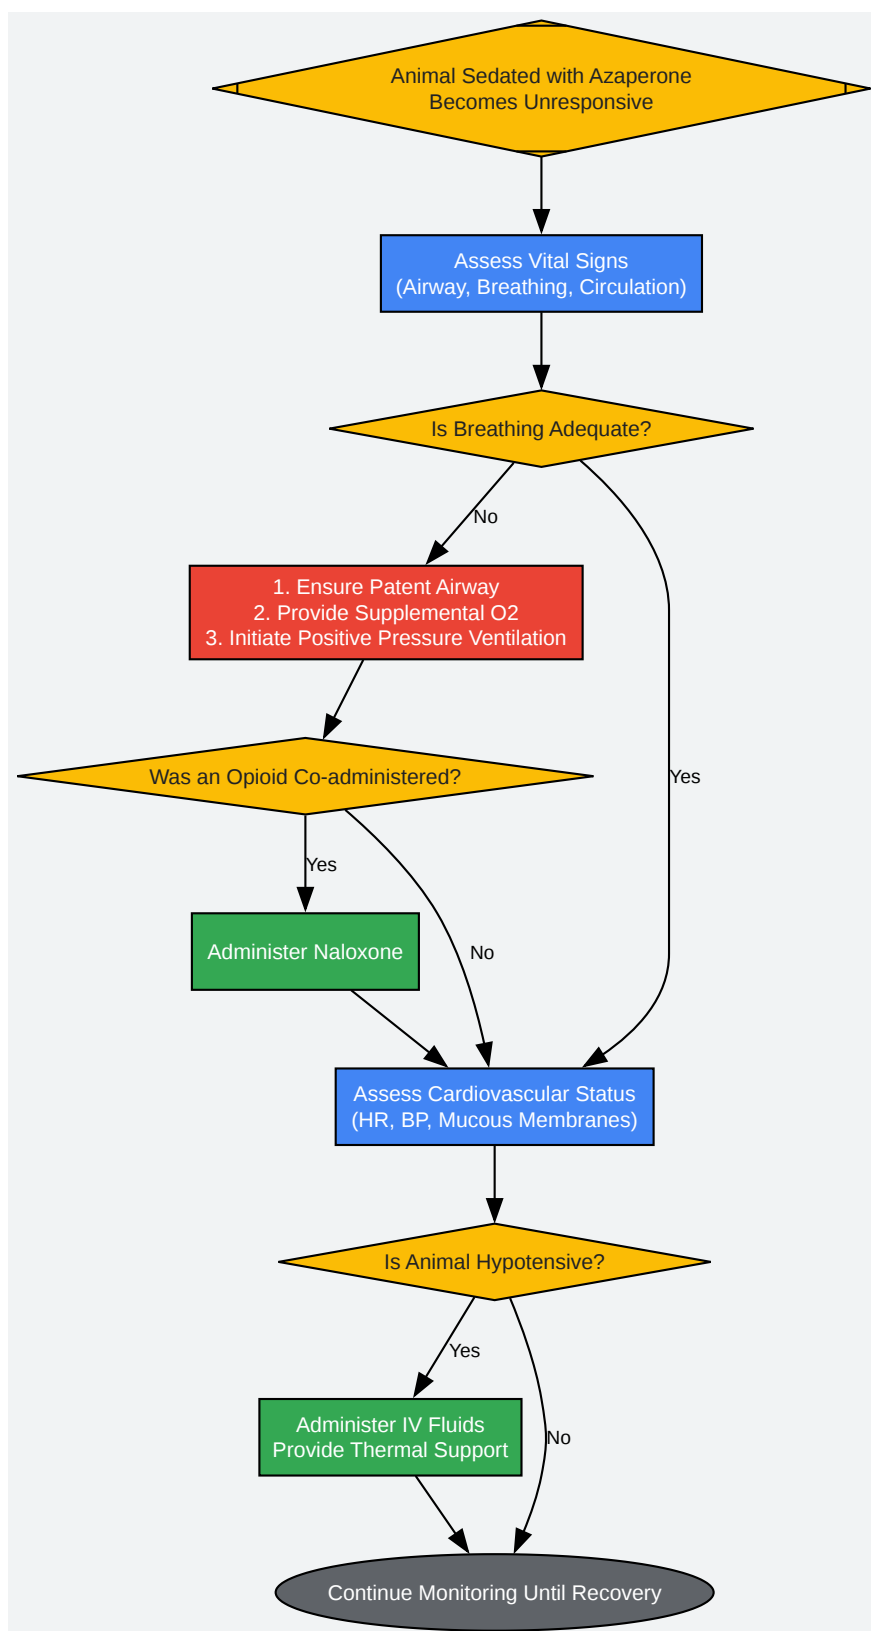 Animal Sedated with Azaperone
Becomes Unresponsive
Assess Vital Signs
(Airway, Breathing, Circulation)
Is Breathing Adequate?
No
1. Ensure Patent Airway
2. Provide Supplemental O2
3. Initiate Positive Pressure Ventilation
Was an Opioid Co-administered?
Yes
Yes
Administer Naloxone
No
Assess Cardiovascular Status
(HR, BP, Mucous Membranes)
Is Animal Hypotensive?
Yes
Administer IV Fluids
Provide Thermal Support
No
Continue Monitoring Until Recovery